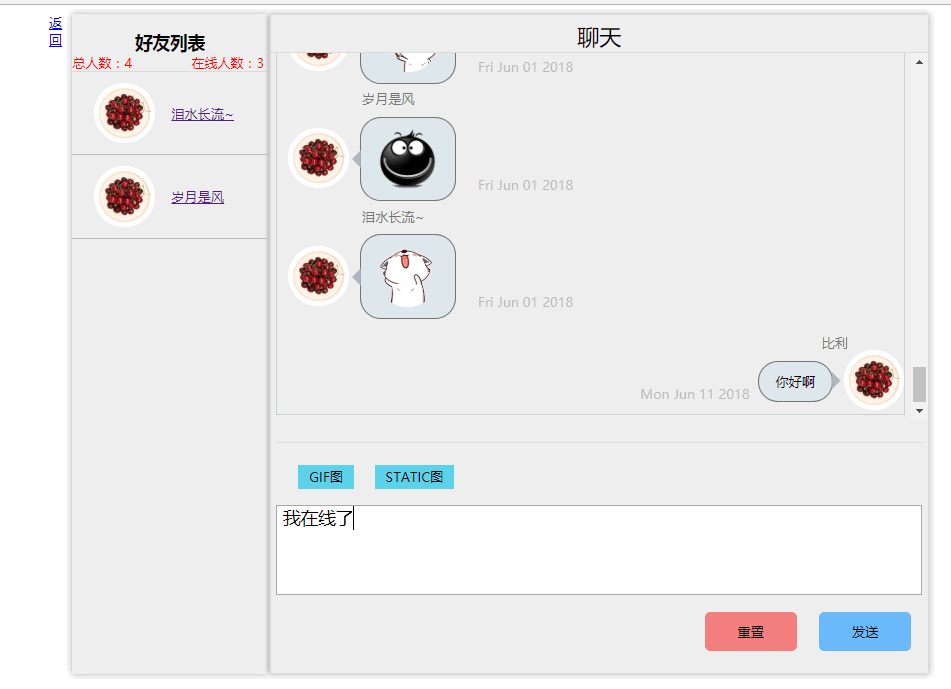 返
回
好友列表
总人数：4 在线人数：3
泪水长流~
岁月是风
聊天
Fri Jun 01 2018
岁月是风
Fri Jun 01 2018
泪水长流~
Fri Jun 01 2018
比利
你好啊
Mon Jun 11 2018
GIF图 STATIC图
我在线了
重置 发送